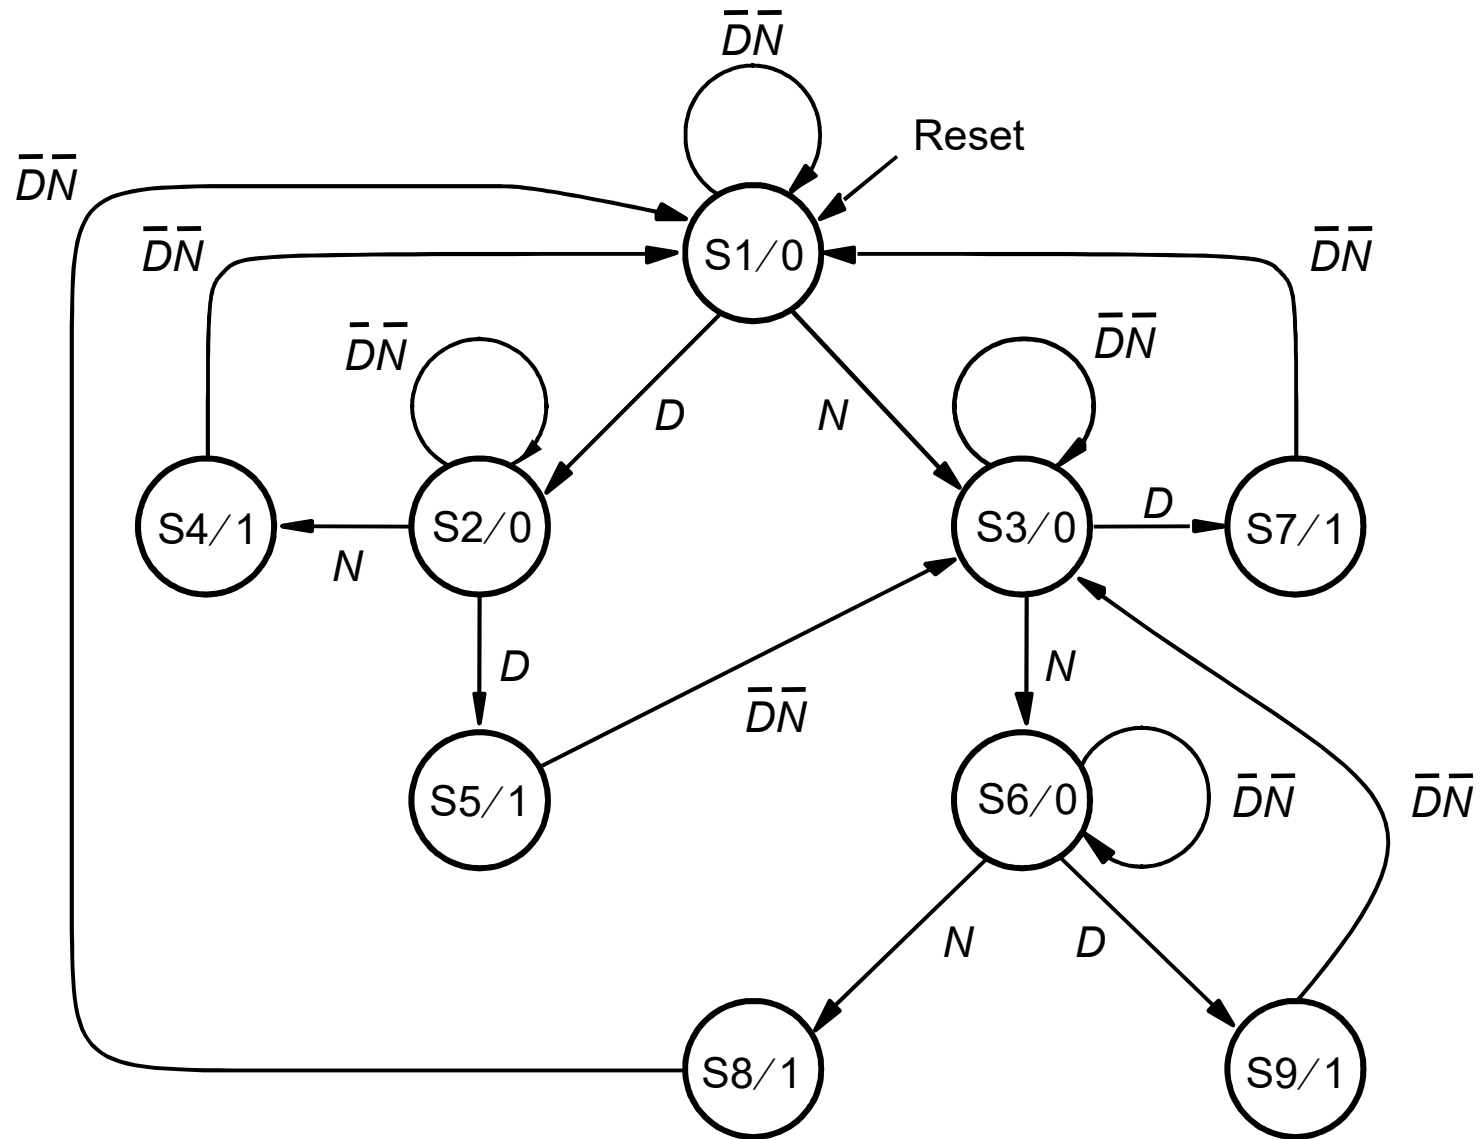 D̅N̅
Reset
D̅N̅
D̅N̅
S1/0
D̅N̅
D̅N̅
D̅N̅
D
N
S4/1
N
S2/0
S3/0
D
S7/1
D
N
D̅N̅
S5/1
S6/0
D̅N̅
D̅N̅
N
D
S8/1
S9/1